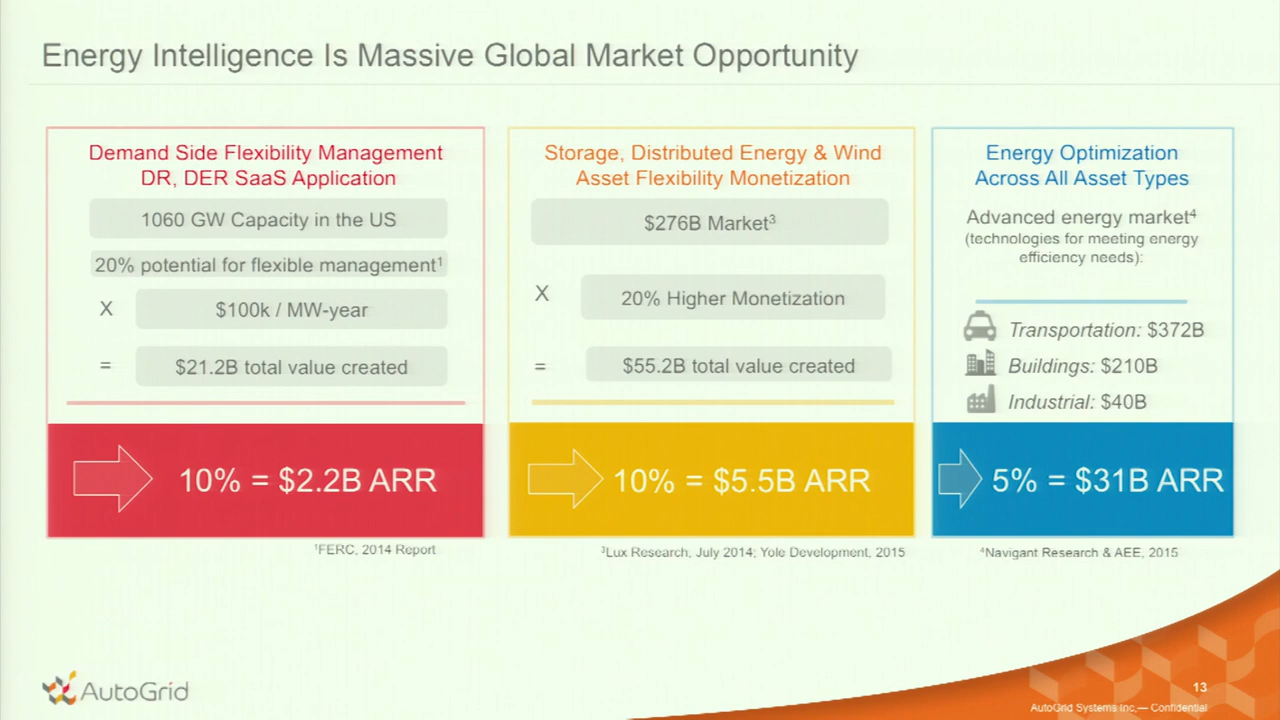 Energy Intelligence Is Massive Global Market Opportunity
Demand Side Flexibility Management
DR, DER SaaS Application
1060 GW Capacity in the US
20% potential for flexible management¹
X $100k / MW-year
= $21.2B total value created
10% = $2.2B ARR
¹FERC, 2014 Report
Storage, Distributed Energy & Wind
Asset Flexibility Monetization
$276B Market³
X 20% Higher Monetization
= $55.2B total value created
10% = $5.5B ARR
³Lux Research, July 2014; Yole Development, 2015
Energy Optimization
Across All Asset Types
Advanced energy market⁴
(technologies for meeting energy
efficiency needs):
Transportation: $372B
Buildings: $210B
Industrial: $40B
5% = $31B ARR
⁴Navigant Research & AEE, 2015
AutoGrid
13
AutoGrid Systems Inc.— Confidential